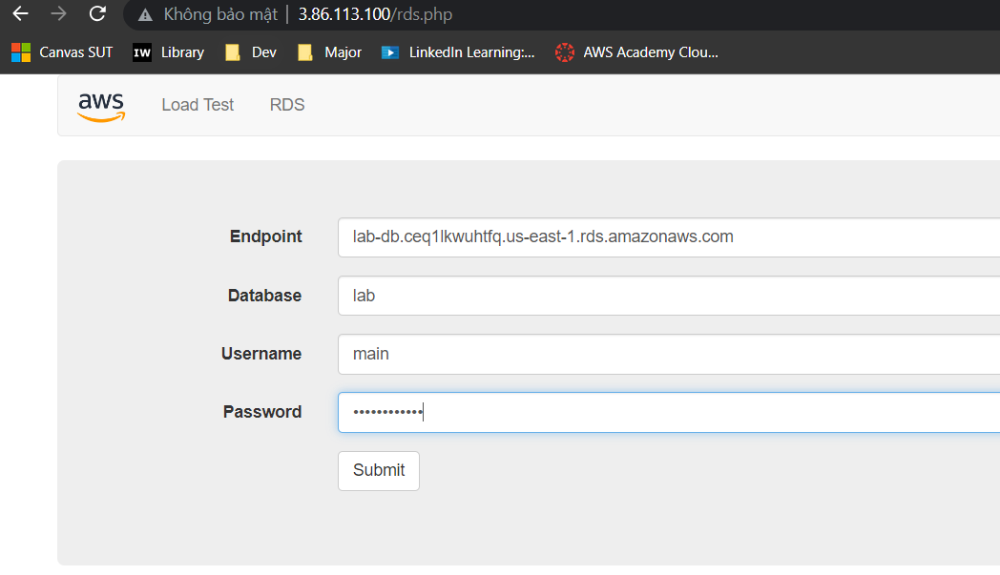 Không bảo mật | 3.86.113.100/rds.php
Canvas SUT IW Library Dev Major LinkedIn Learning:... AWS Academy Clou...
aws Load Test RDS
Endpoint lab-db.ceq1lkwuhtfq.us-east-1.rds.amazonaws.com
Database lab
Username main
Password ••••••••••••
Submit